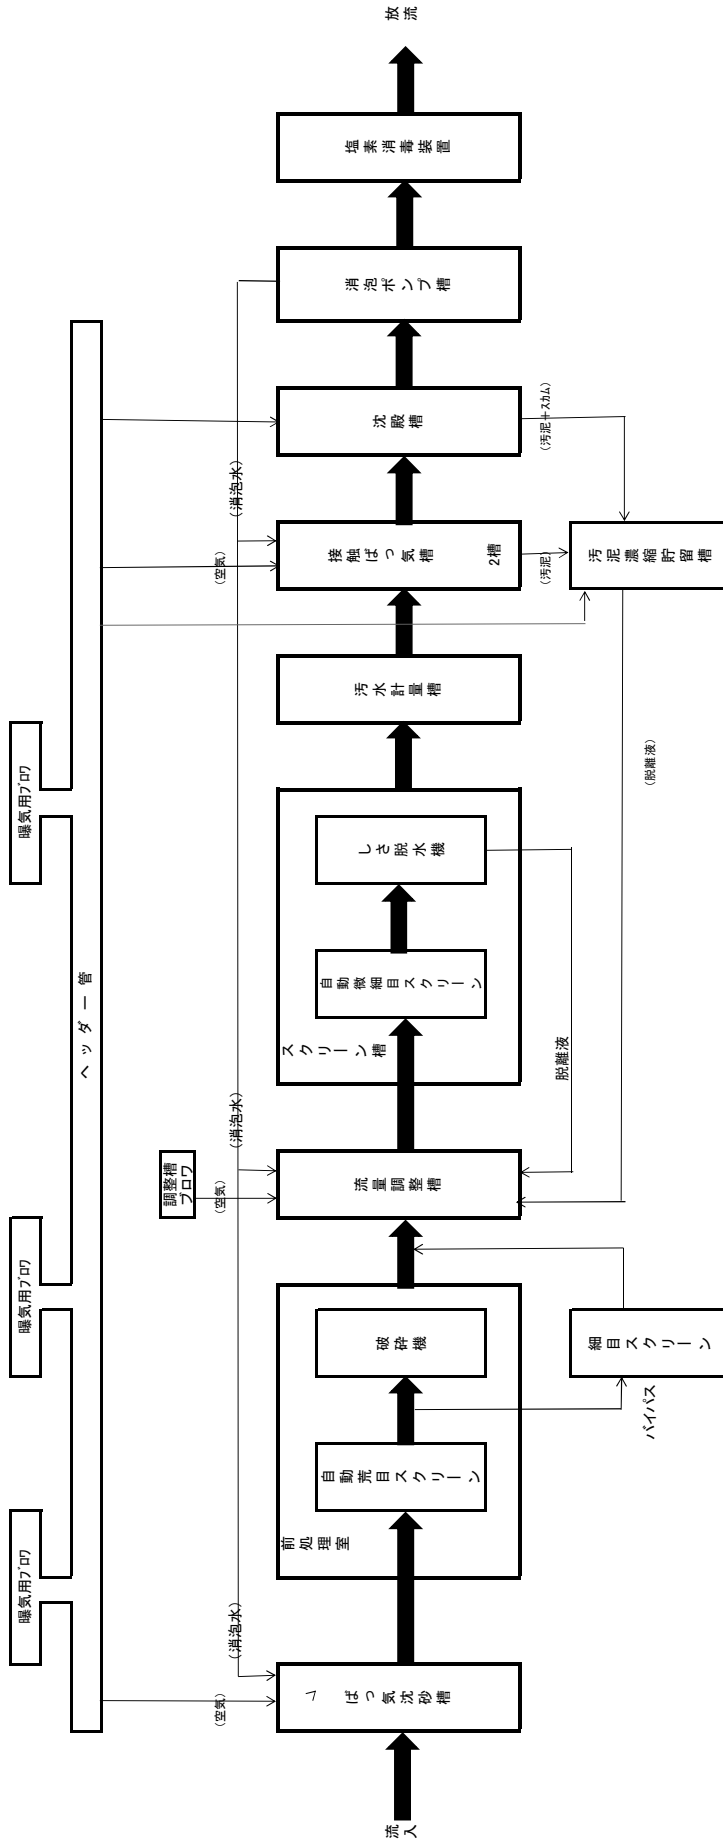 放流
塩素消毒装置
消泡ポンプ槽
沈殿槽
(汚泥+スカム)
(消泡水)
接触ばっ気槽
2槽
(空気)
(汚泥)
汚泥濃縮貯留槽
汚水計量槽
(脱離液)
曝気用ブロワ
しさ脱水機
自動微細目スクリーン
スクリーン槽
ヘッダー管
脱離液
(消泡水)
調整槽
ブロワ
(空気)
流量調整槽
曝気用ブロワ
破砕機
細目スクリーン
バイパス
自動荒目スクリーン
前処理室
曝気用ブロワ
(消泡水)
(空気)
ばっ気沈砂槽
流入